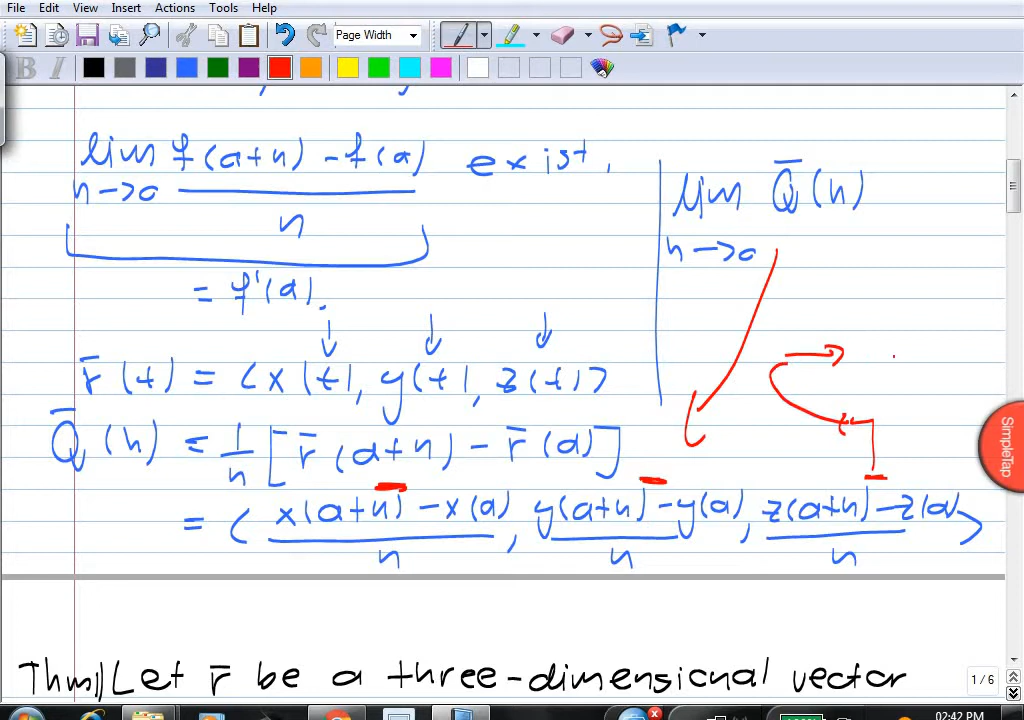 File Edit View Insert Actions Tools Help
Page Width
B I
lim f(a+h) - f(a) exist.
h→0 h
= f'(a).
lim Q̄(h)
h→0
r̄(t) = <x(t), y(t), z(t)>
Q̄(h) = 1/h [r̄(a+h) - r̄(a)]
= < x(a+h) - x(a) / h, y(a+h) - y(a) / h, z(a+h) - z(a) / h >
SimpleTap
Thm|| Let r̄ be a three-dimensional vector
1 / 6
02:42 PM